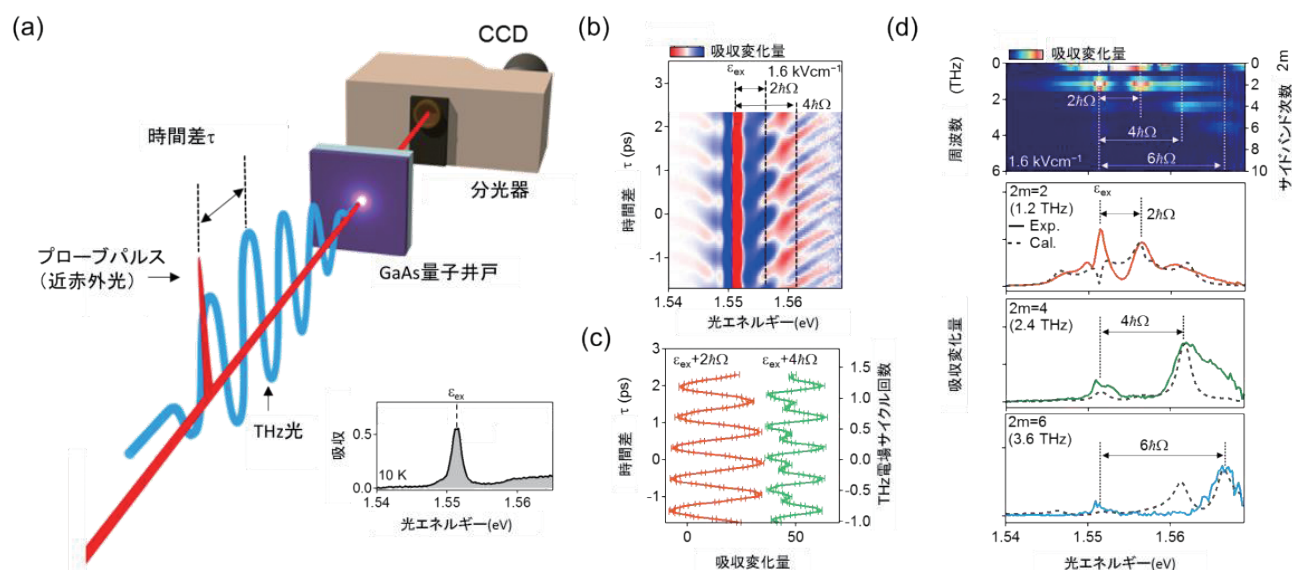 (a)
CCD
時間差τ
分光器
プローブパルス
(近赤外光)
GaAs量子井戸
THz光
εex
吸収
0.5
0.0
10 K
1.54
1.55
1.56
光エネルギー(eV)
(b)
吸収変化量
εex
1.6 kVcm⁻¹
2ħΩ
4ħΩ
時間差 τ (ps)
3
2
1
0
-1
1.54
1.55
1.56
光エネルギー(eV)
(c)
εex+2ħΩ
εex+4ħΩ
時間差 τ (ps)
3
2
1
0
-1
THz電場サイクル回数
1.5
1.0
0.5
0.0
-0.5
-1.0
0
50
吸収変化量
(d)
吸収変化量
周波数 (THz)
0
2
4
6
サイドバンド次数 2m
0
2
4
6
8
10
2ħΩ
4ħΩ
6ħΩ
1.6 kVcm⁻¹
2m=2
(1.2 THz)
εex
2ħΩ
Exp.
Cal.
2m=4
(2.4 THz)
4ħΩ
吸収変化量
2m=6
(3.6 THz)
6ħΩ
1.54
1.55
1.56
光エネルギー(eV)